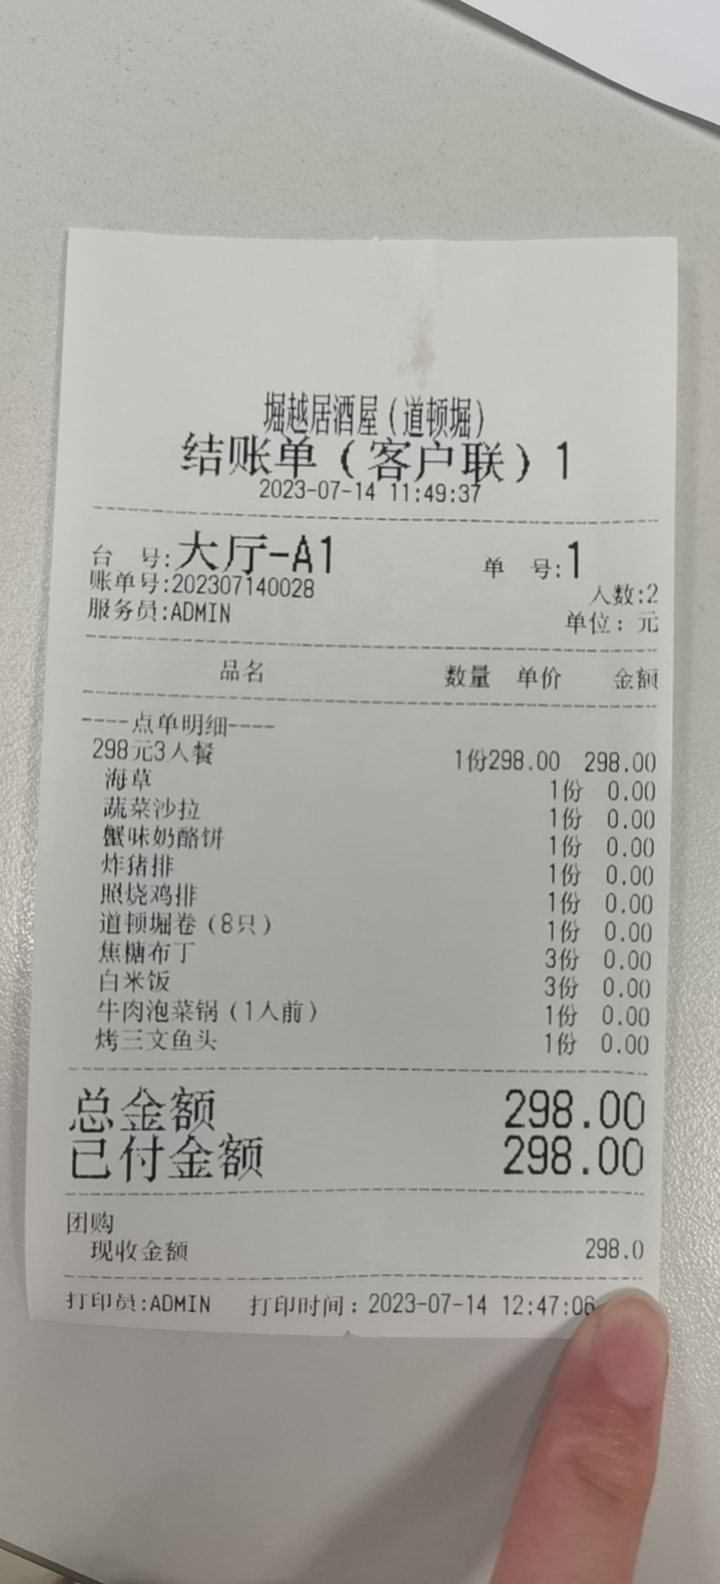 堀越居酒屋(道顿堀)
结账单(客户联)1
2023-07-14 11:49:37
台 号:大厅-A1 单 号:1
账单号:202307140028 人数:2
服务员:ADMIN 单位: 元
品名 数量 单价 金额
----点单明细----
298元3人餐 1份298.00 298.00
海草 1份 0.00
蔬菜沙拉 1份 0.00
蟹味奶酪饼 1份 0.00
炸猪排 1份 0.00
照烧鸡排 1份 0.00
道顿堀卷(8只) 1份 0.00
焦糖布丁 3份 0.00
白米饭 3份 0.00
牛肉泡菜锅(1人前) 1份 0.00
烤三文鱼头 1份 0.00
总金额 298.00
已付金额 298.00
团购
现收金额 298.0
打印员:ADMIN 打印时间:2023-07-14 12:47:06